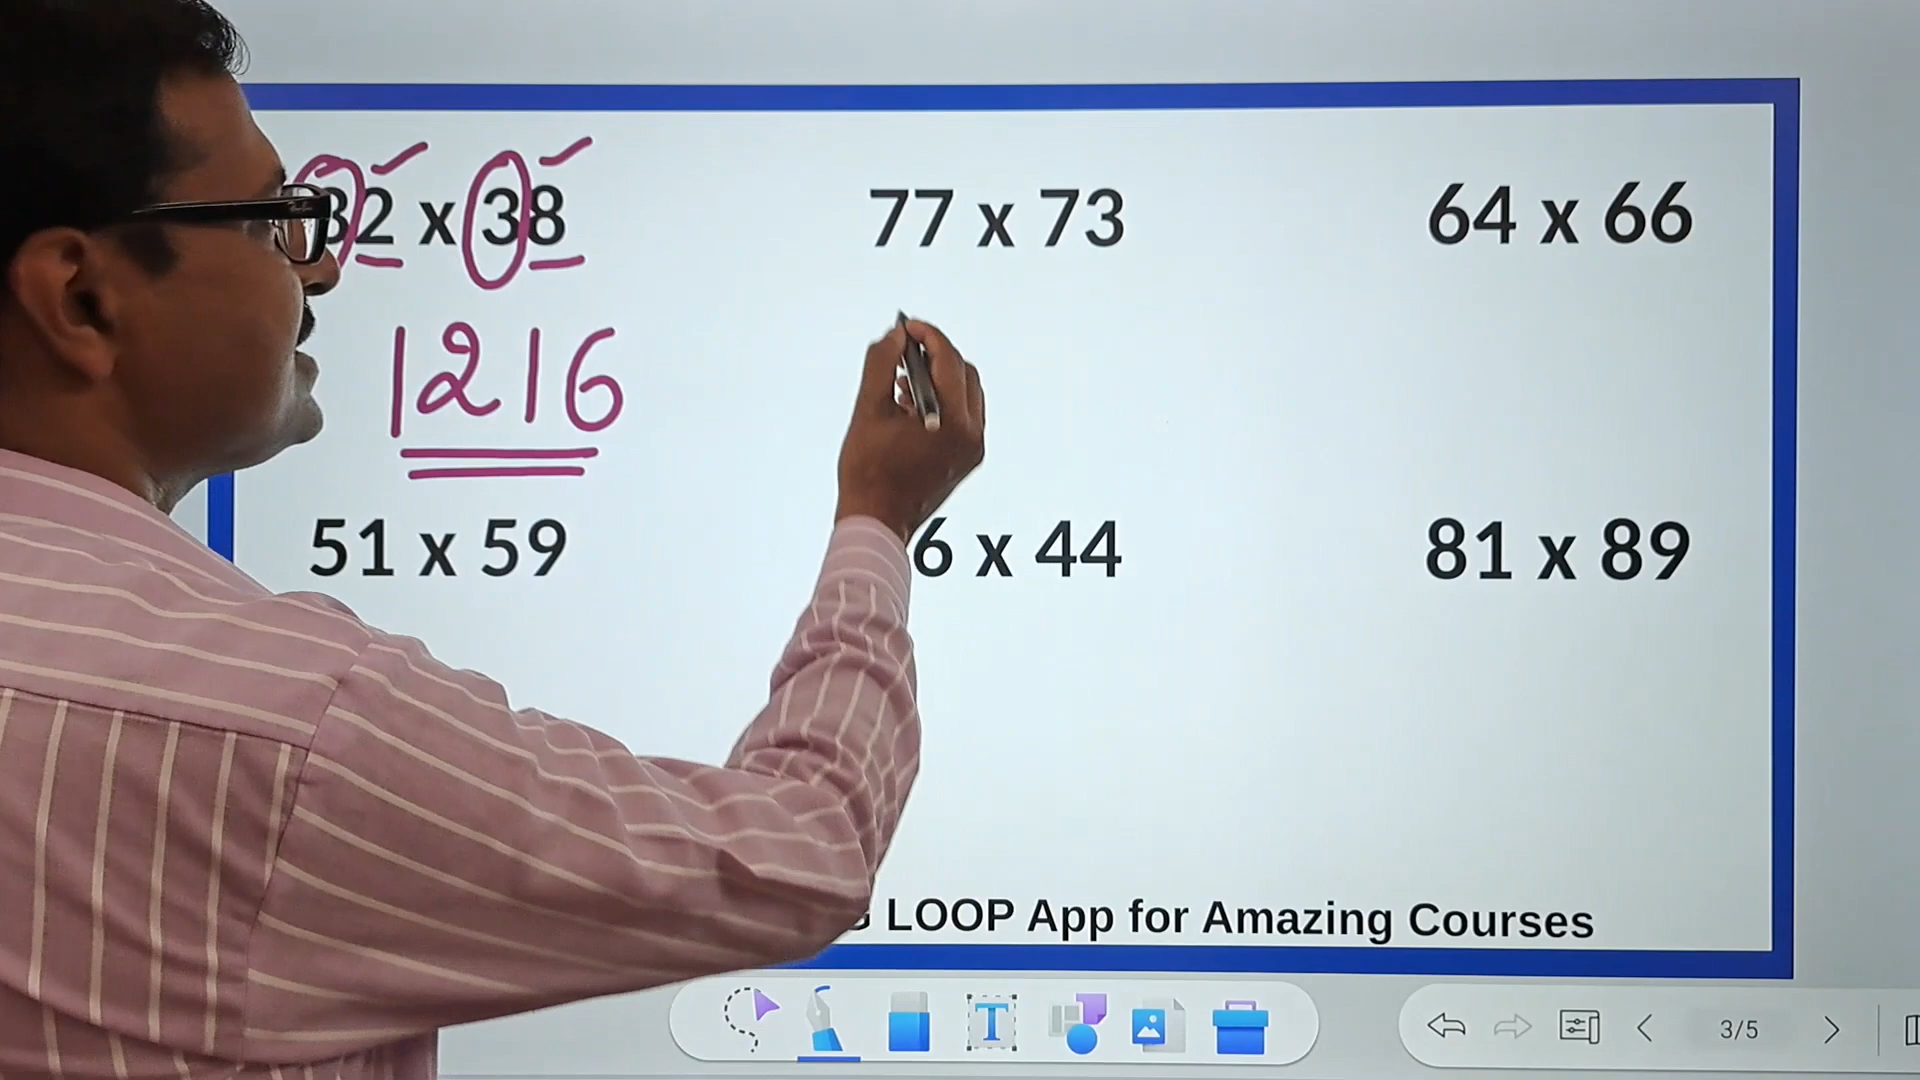 32 x 38
77 x 73
64 x 66
1216
51 x 59
6 x 44
81 x 89
LOOP App for Amazing Courses
3/5